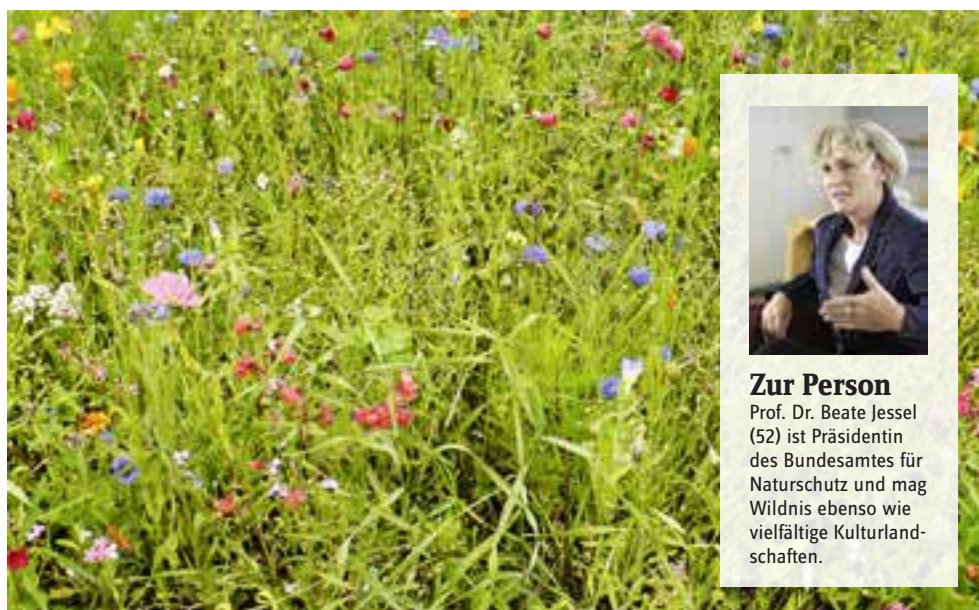 Zur Person
Prof. Dr. Beate Jessel
(52) ist Präsidentin
des Bundesamtes für
Naturschutz und mag
Wildnis ebenso wie
vielfältige Kulturland-
schaften.